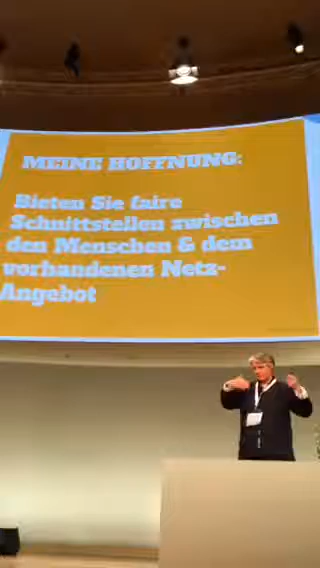 MEINE HOFFNUNG:
Bieten Sie faire
Schnittstellen zwischen
den Menschen & dem
vorhandenen Netz-
Angebot